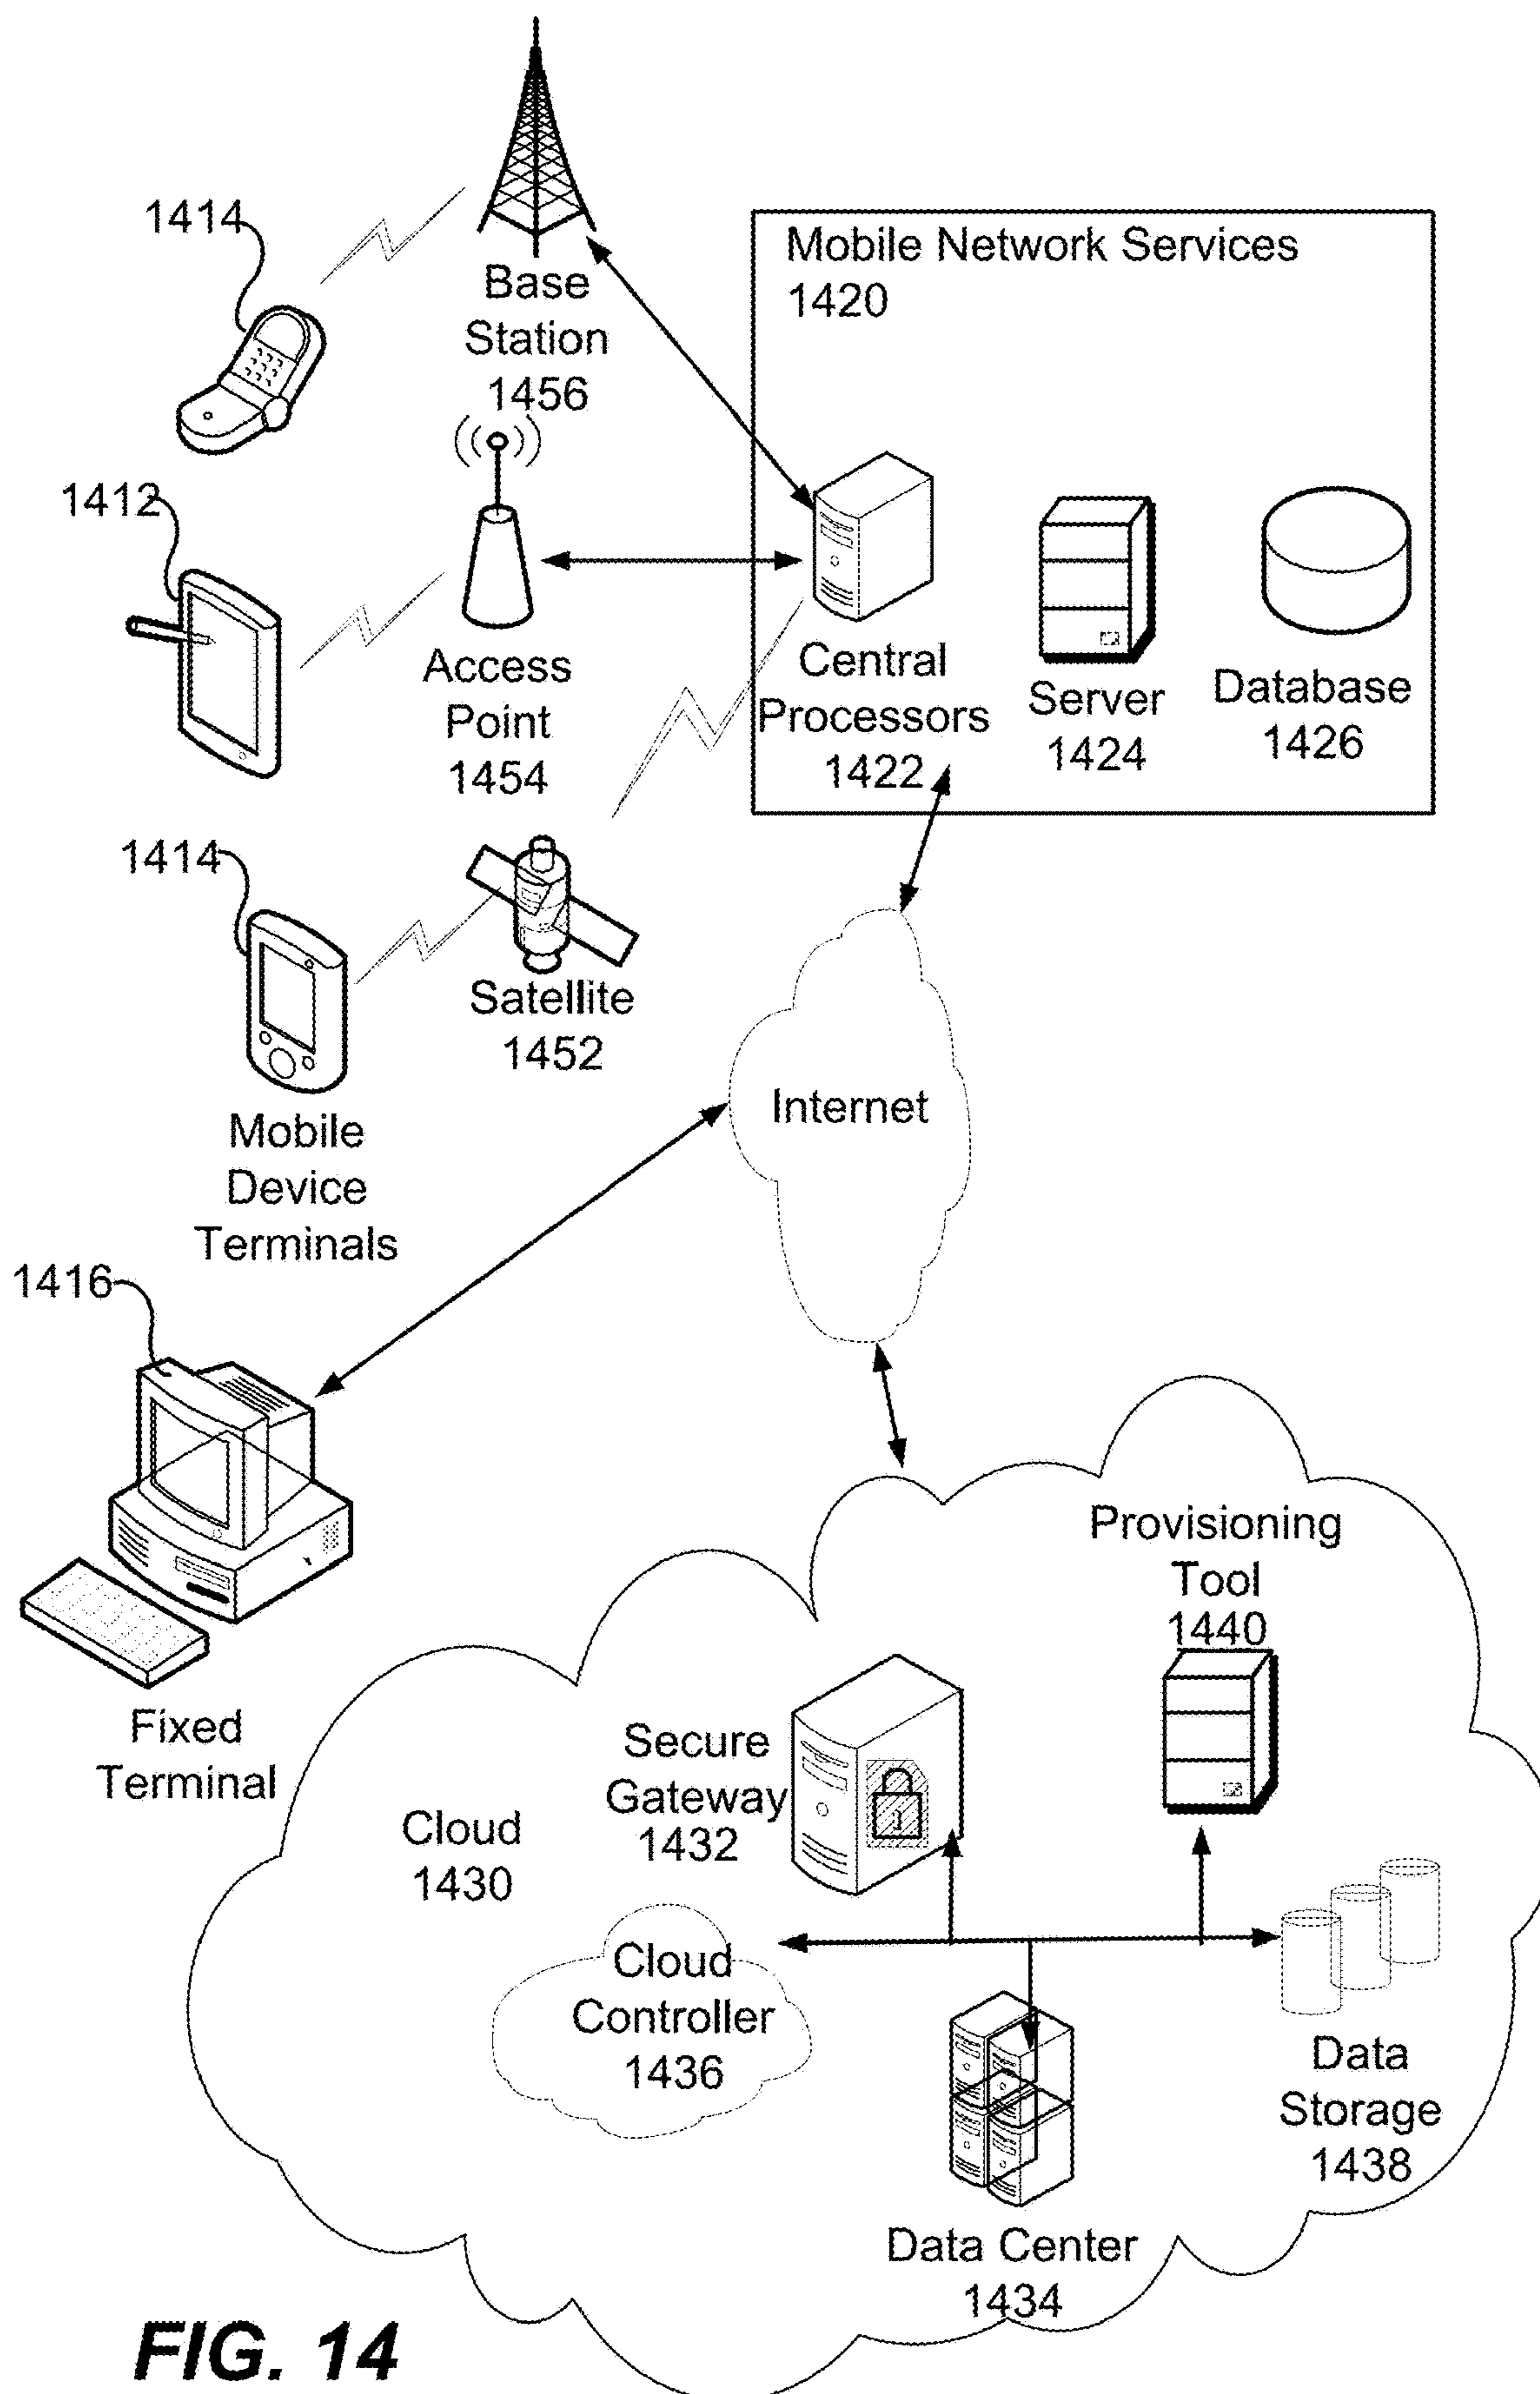 1414
Base
Station
1456
Mobile Network Services
1420
1412
Access
Point
1454
Central
Processors
1422
Server
1424
Database
1426
1414
Satellite
1452
Mobile
Device
Terminals
Internet
1416
Fixed
Terminal
Provisioning
Tool
1440
Secure
Gateway
1432
Cloud
1430
Cloud
Controller
1436
Data
Storage
1438
Data Center
1434
FIG. 14